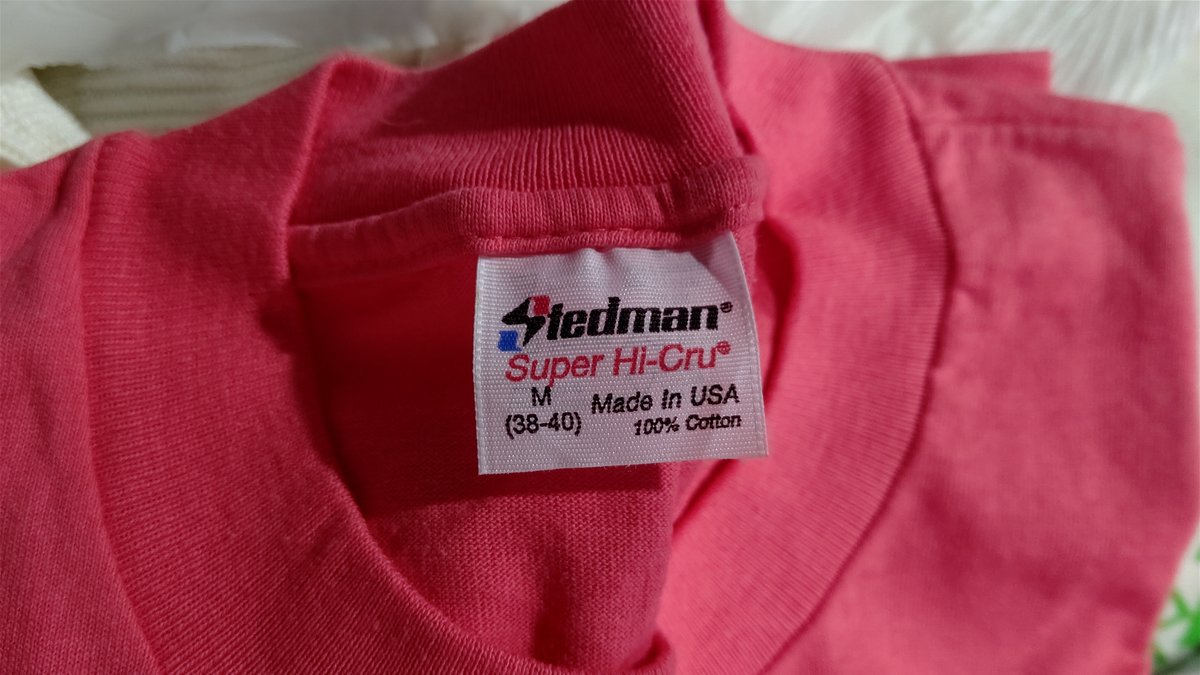 Stedman®
Super Hi-Cru®
M
(38-40)
Made In USA
100% Cotton